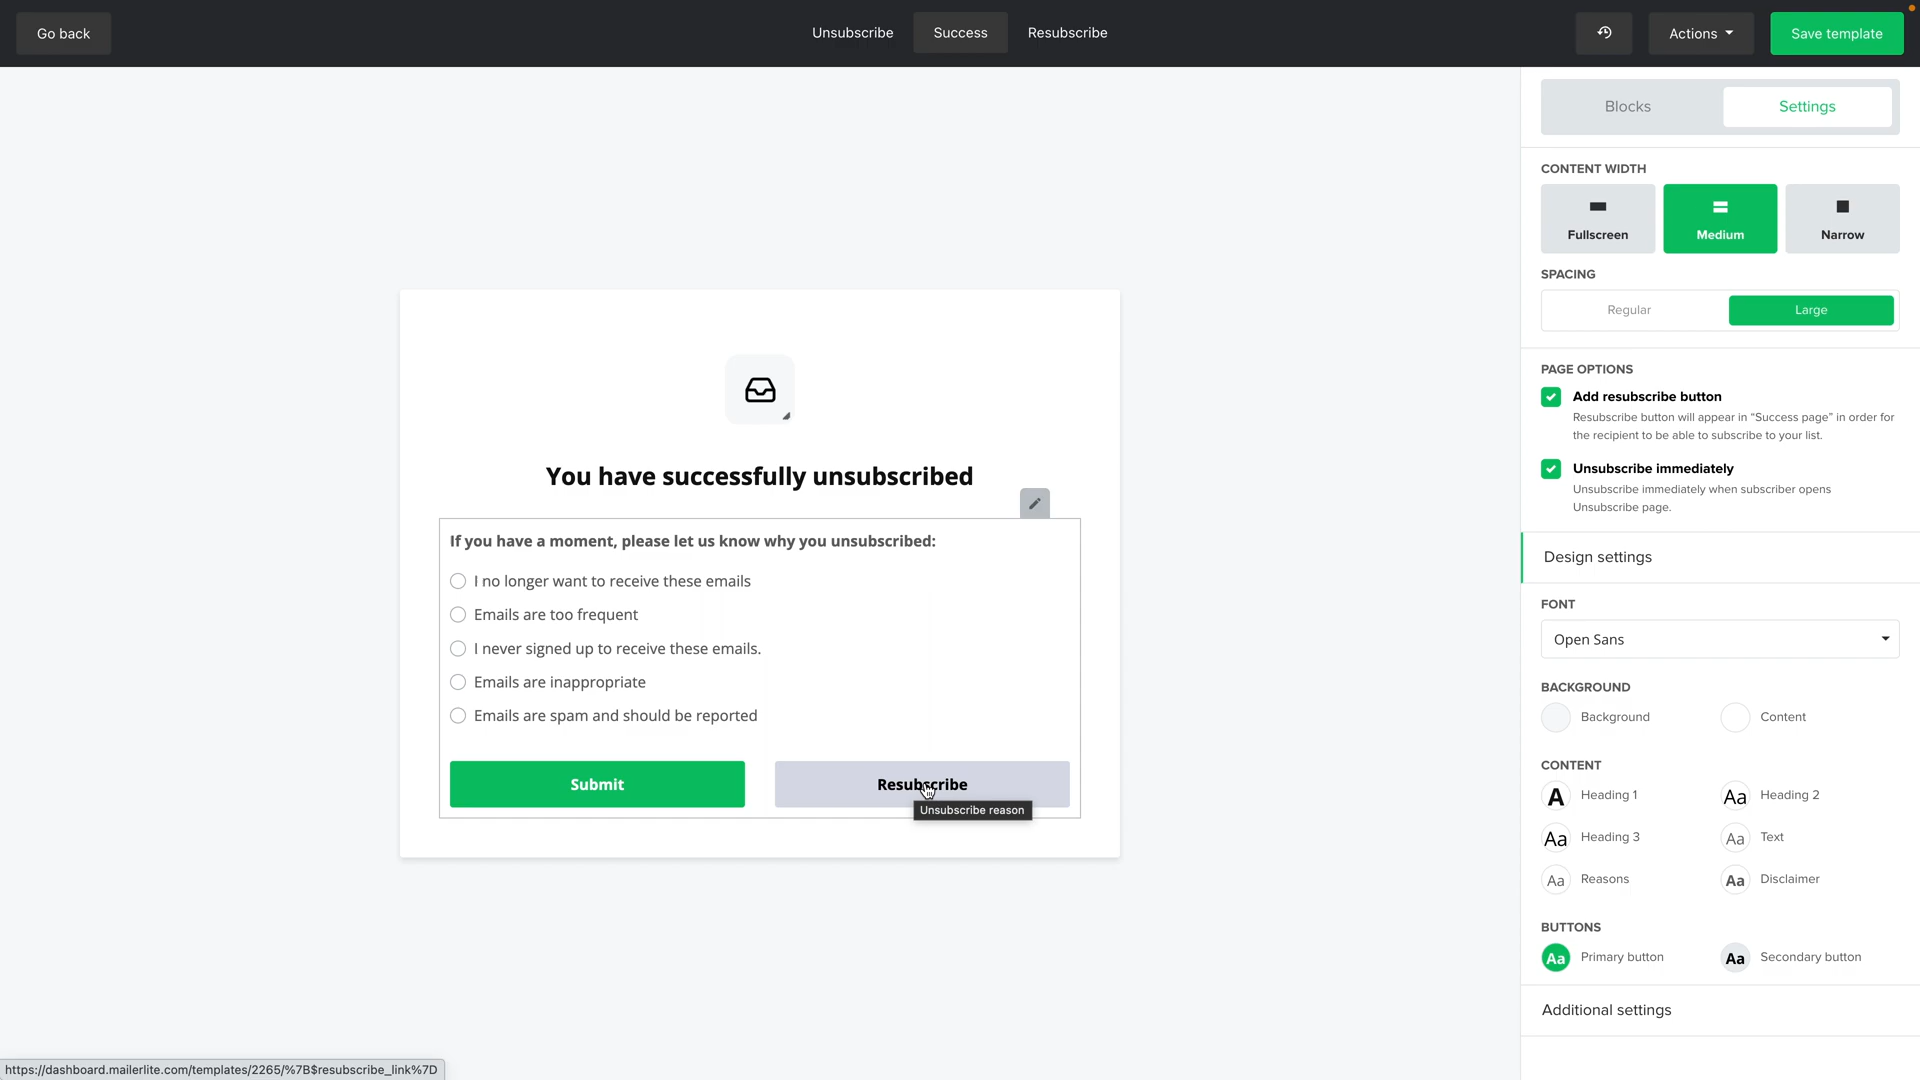 Go back
Unsubscribe
Success
Resubscribe
Actions
Save template
Blocks
Settings
CONTENT WIDTH
Fullscreen
Medium
Narrow
SPACING
Regular
Large
PAGE OPTIONS
Add resubscribe button
Resubscribe button will appear in “Success page” in order for
the recipient to be able to subscribe to your list.
Unsubscribe immediately
Unsubscribe immediately when subscriber opens
Unsubscribe page.
Design settings
FONT
Open Sans
BACKGROUND
Background
Content
CONTENT
A Heading 1
Aa Heading 2
Aa Heading 3
Aa Text
Aa Reasons
Aa Disclaimer
BUTTONS
Aa Primary button
Aa Secondary button
Additional settings
You have successfully unsubscribed
If you have a moment, please let us know why you unsubscribed:
I no longer want to receive these emails
Emails are too frequent
I never signed up to receive these emails.
Emails are inappropriate
Emails are spam and should be reported
Submit
Resubscribe
Unsubscribe reason
https://dashboard.mailerlite.com/templates/2265/%7B$resubscribe_link%7D